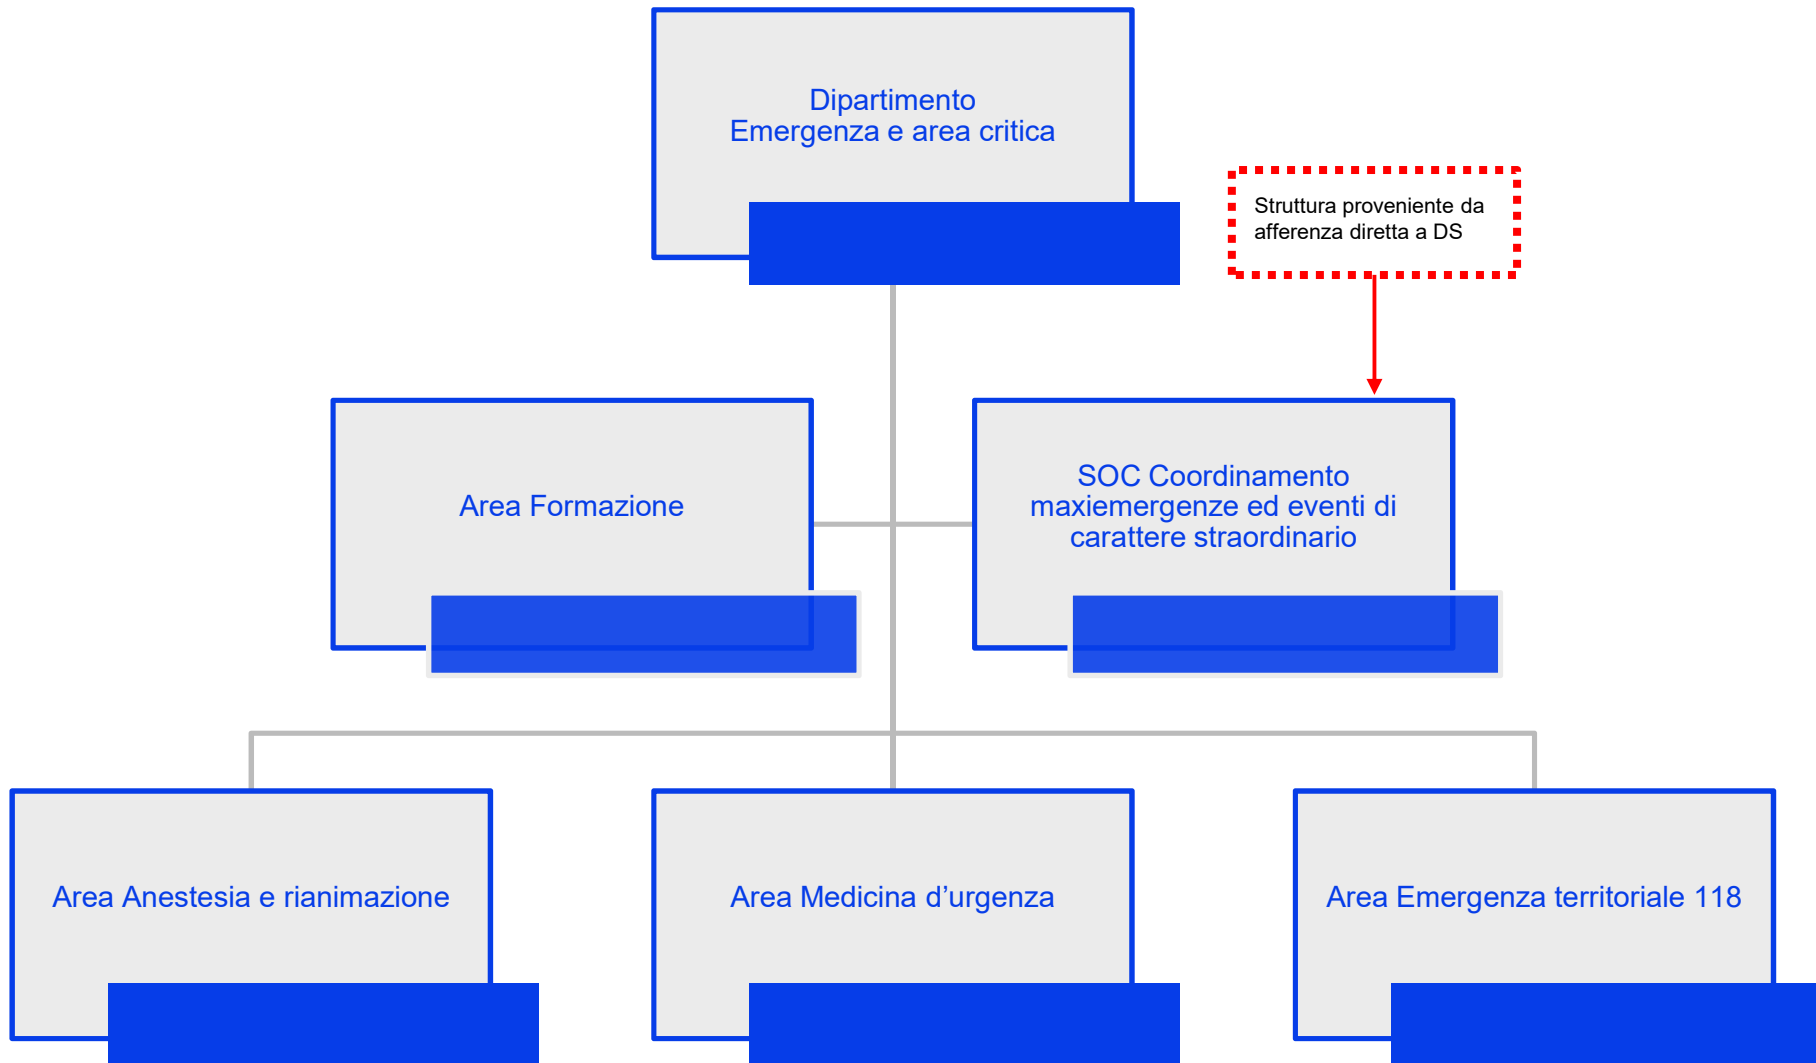 Dipartimento
Emergenza e area critica
Struttura proveniente da
afferenza diretta a DS
Area Formazione
SOC Coordinamento
maxiemergenze ed eventi di
carattere straordinario
Area Anestesia e rianimazione
Area Medicina d’urgenza
Area Emergenza territoriale 118